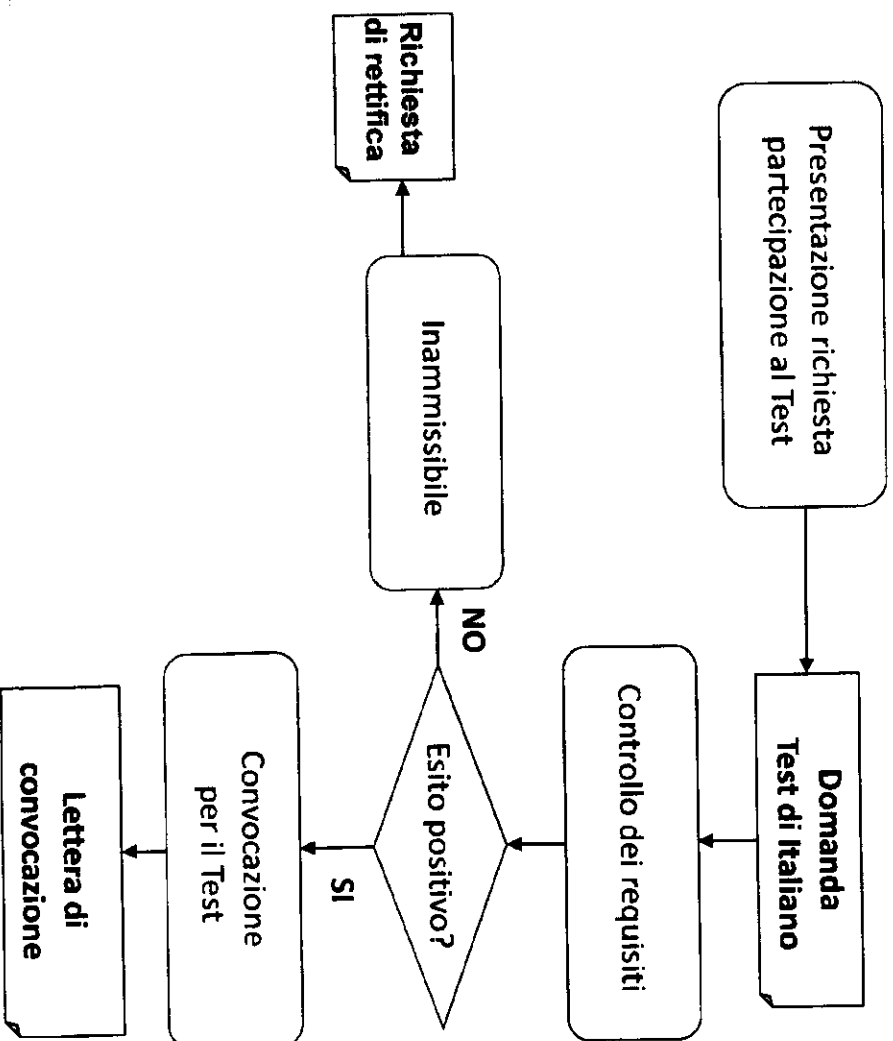 Presentazione richiesta
partecipazione al Test
Domanda
Test di Italiano
Controllo dei requisiti
Esito positivo?
NO
Inammissibile
Richiesta
di rettifica
SI
Convocazione
per il Test
Lettera di
convocazione